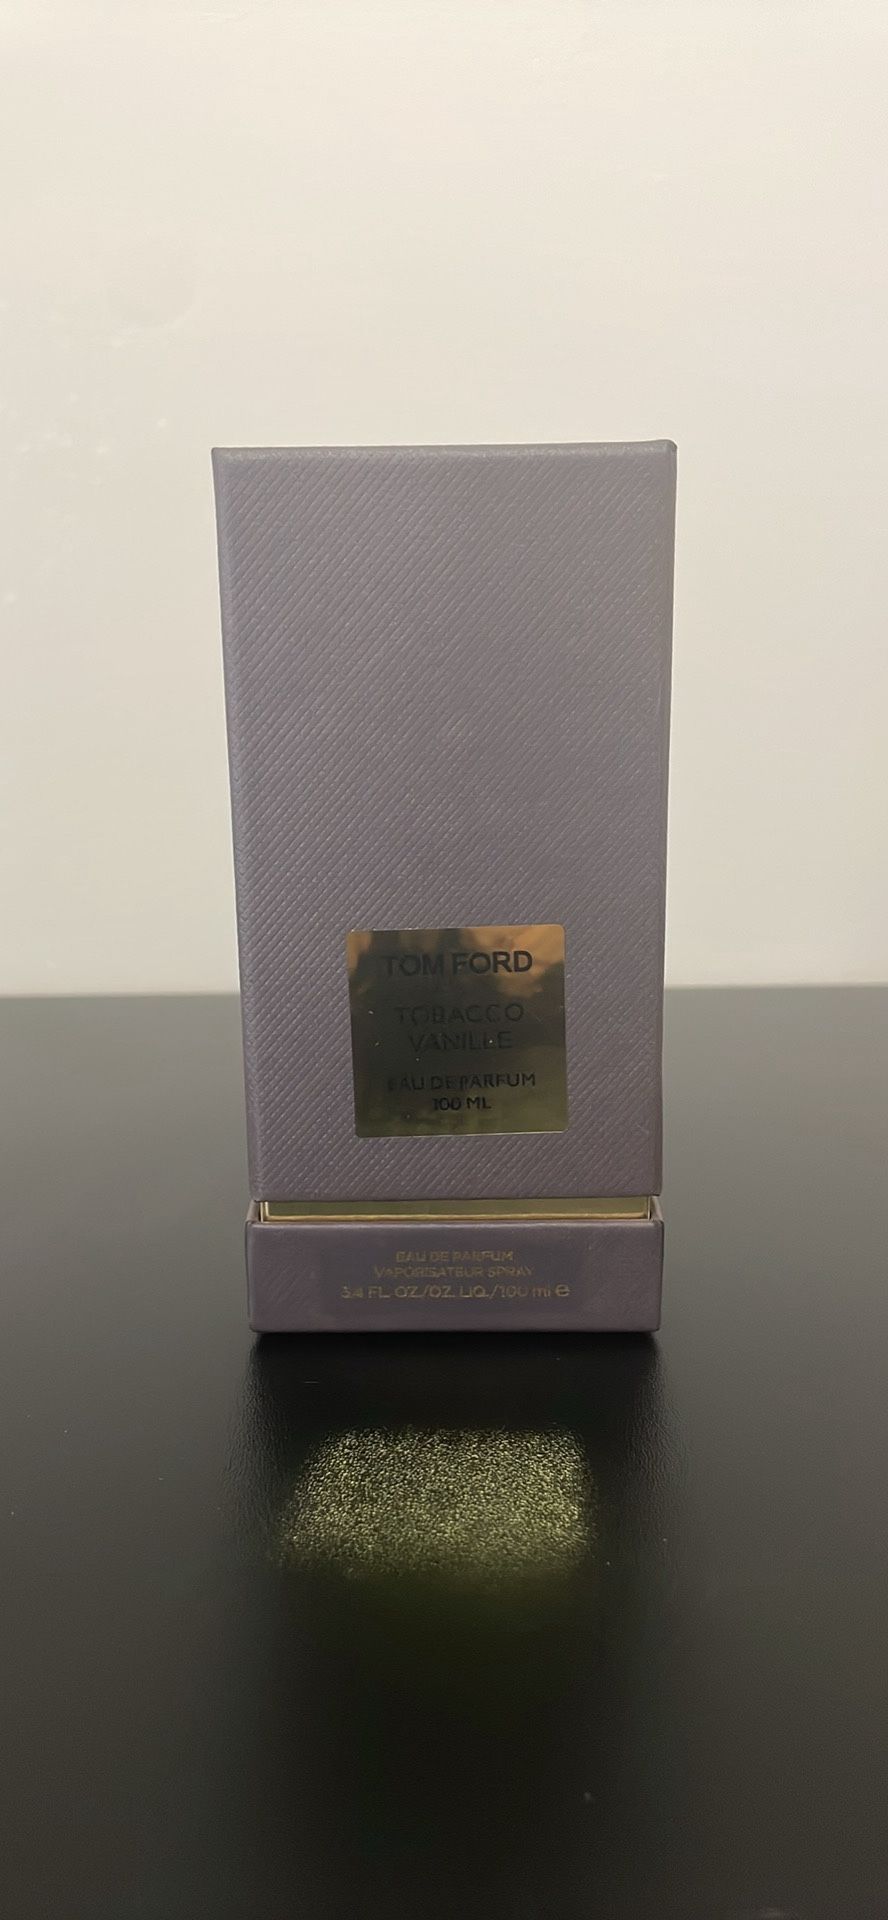 TOM FORD
TOBACCO
VANILLE
EAU DE PARFUM
100 ML
EAU DE PARFUM
VAPORISATEUR SPRAY
3.4 FL. OZ./OZ. LIQ./100 ml e